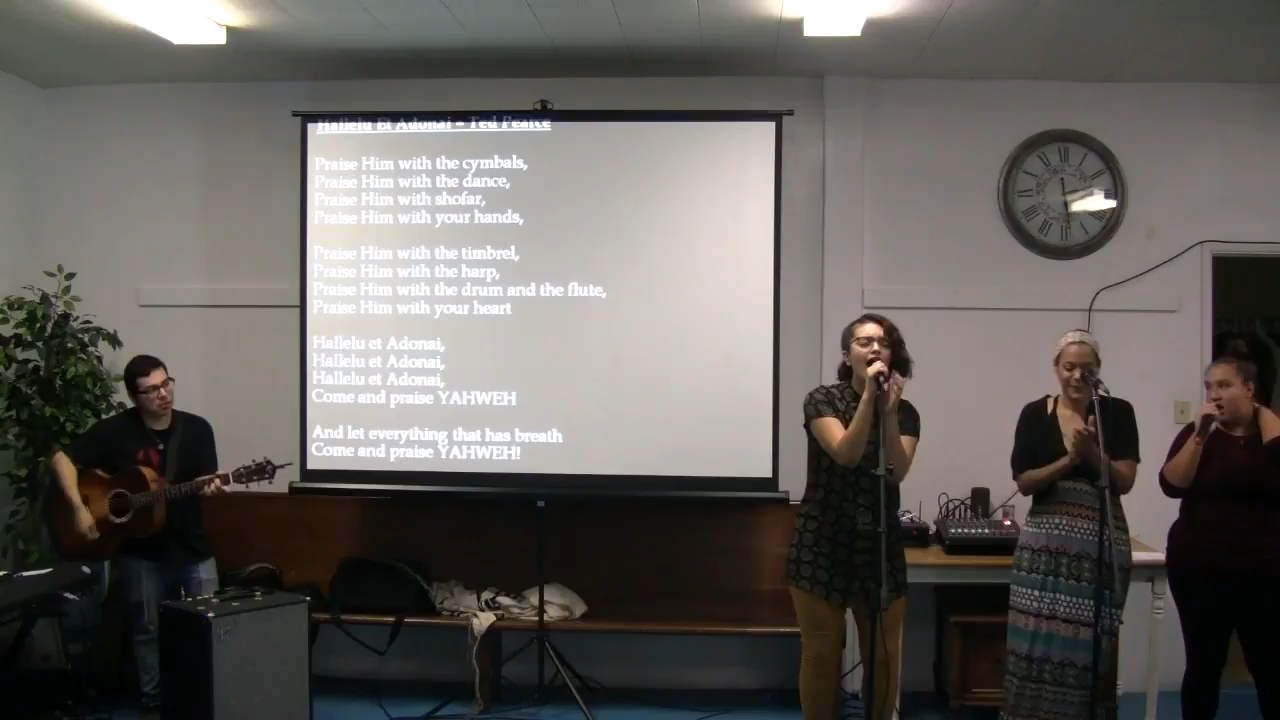 Hallelu Et Adonai – Ted Pearce
Praise Him with the cymbals,
Praise Him with the dance,
Praise Him with shofar,
Praise Him with your hands,
Praise Him with the timbrel,
Praise Him with the harp,
Praise Him with the drum and the flute,
Praise Him with your heart
Hallelu et Adonai,
Hallelu et Adonai,
Hallelu et Adonai,
Come and praise YAHWEH
And let everything that has breath
Come and praise YAHWEH!